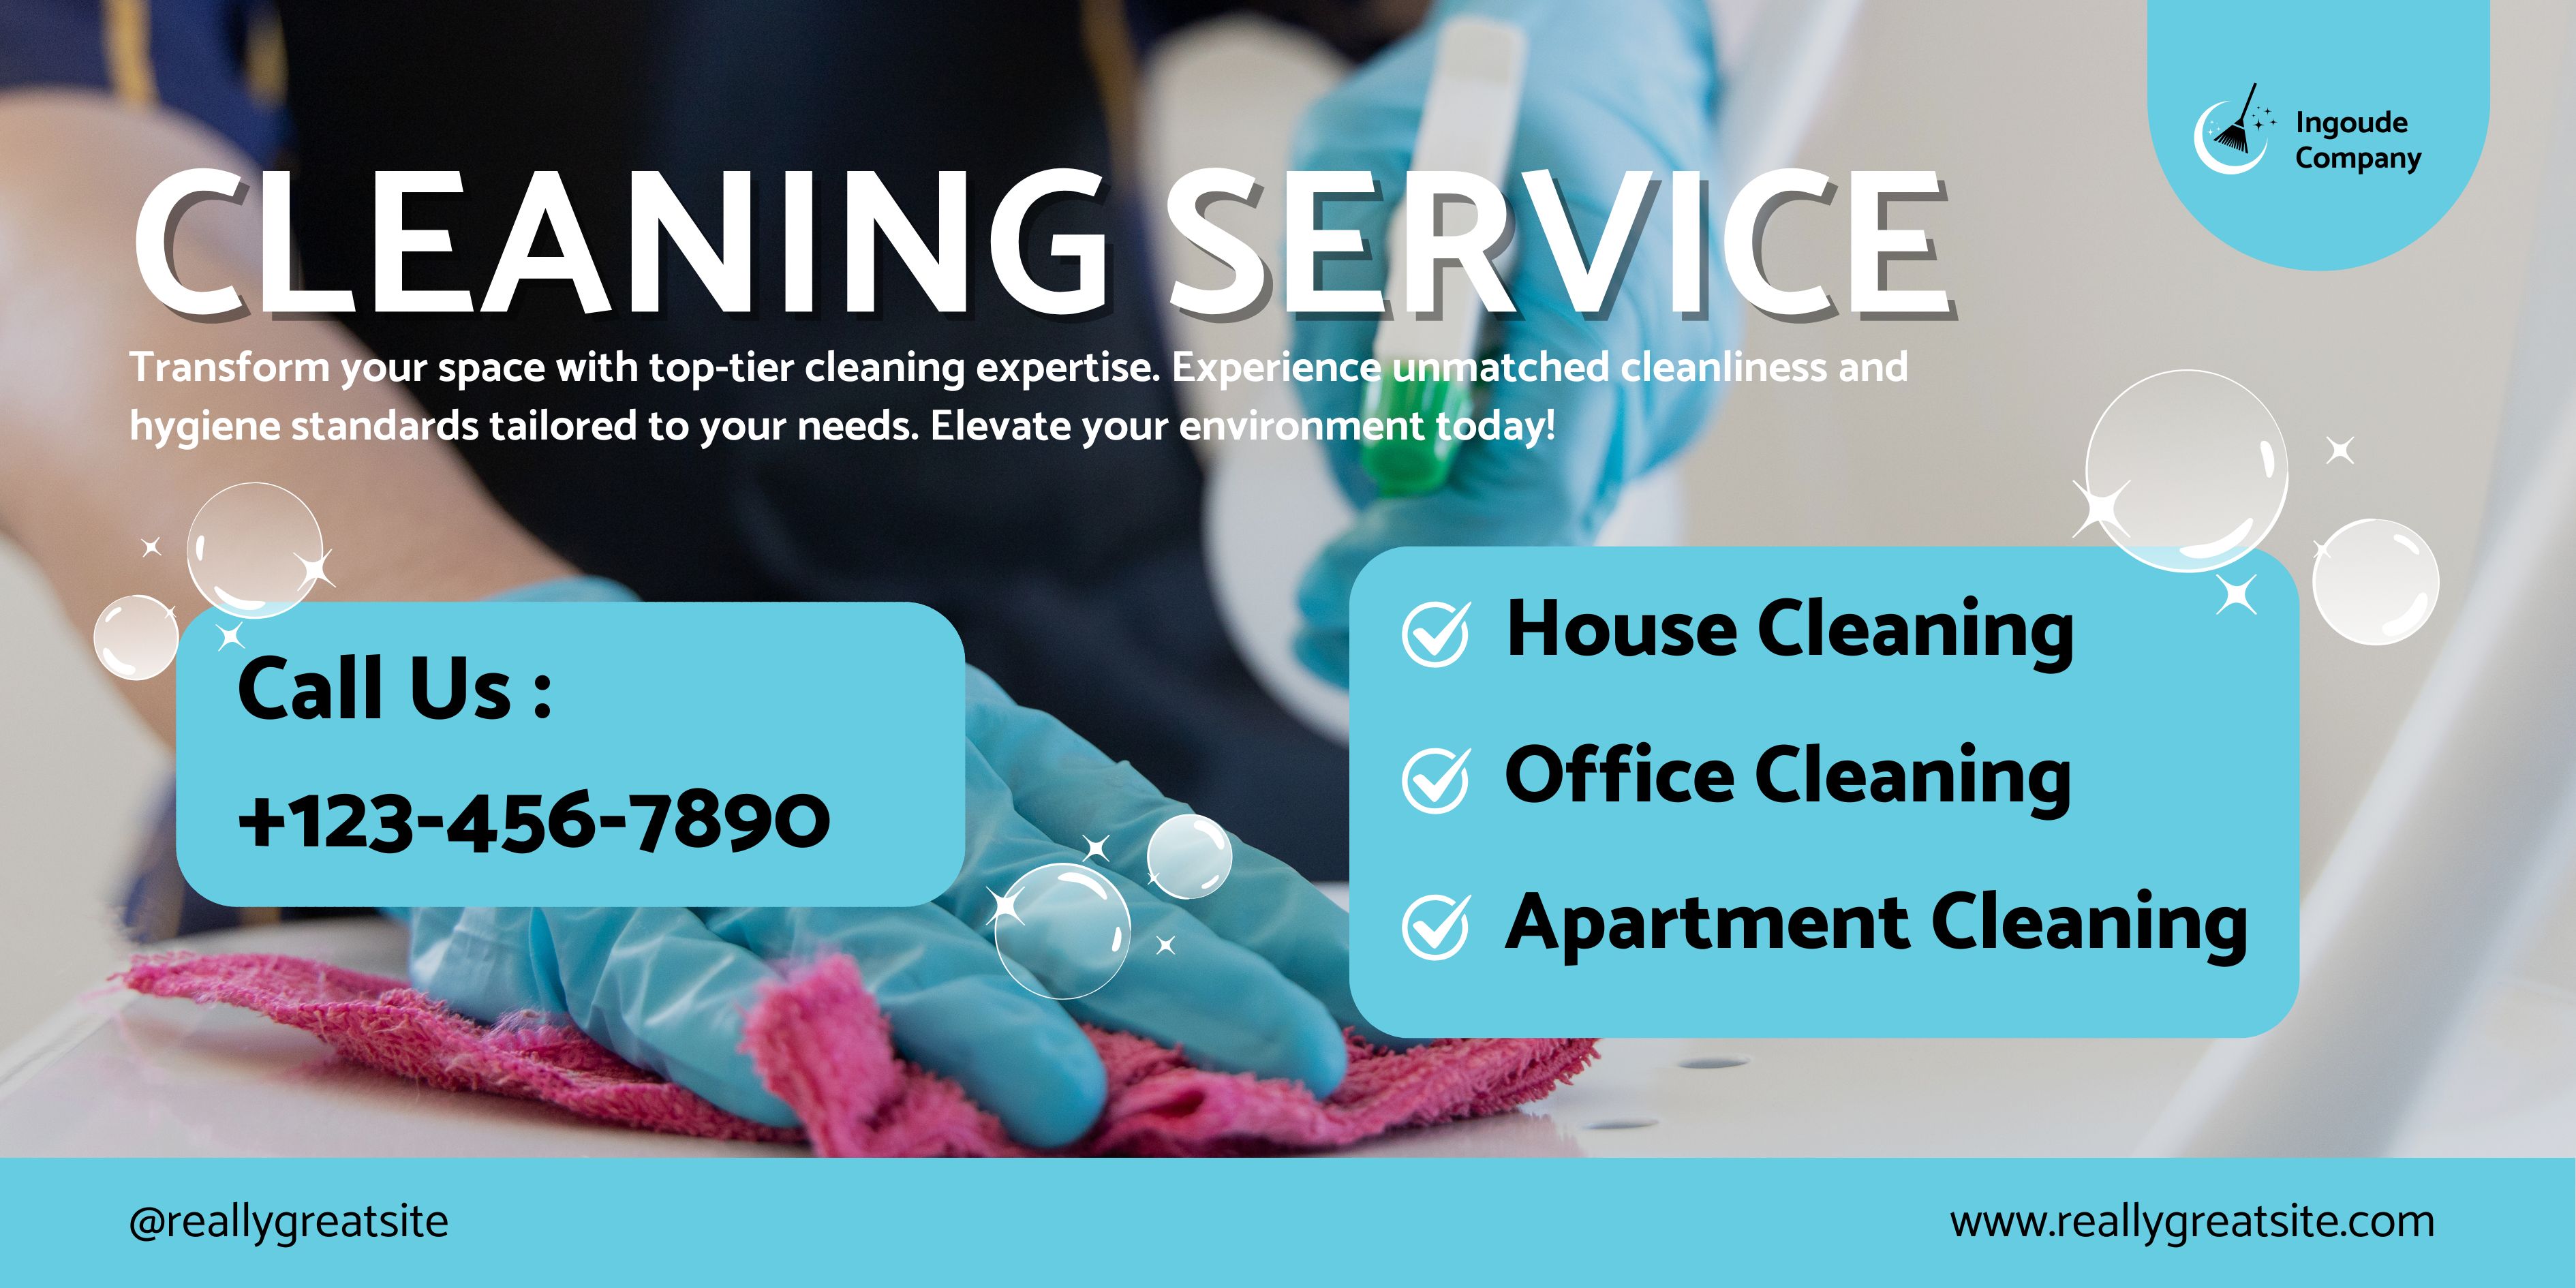 Ingoude
Company
CLEANING SERVICE
Transform your space with top-tier cleaning expertise. Experience unmatched cleanliness and
hygiene standards tailored to your needs. Elevate your environment today!
Call Us :
+123-456-7890
House Cleaning
Office Cleaning
Apartment Cleaning
@reallygreatsite
www.reallygreatsite.com